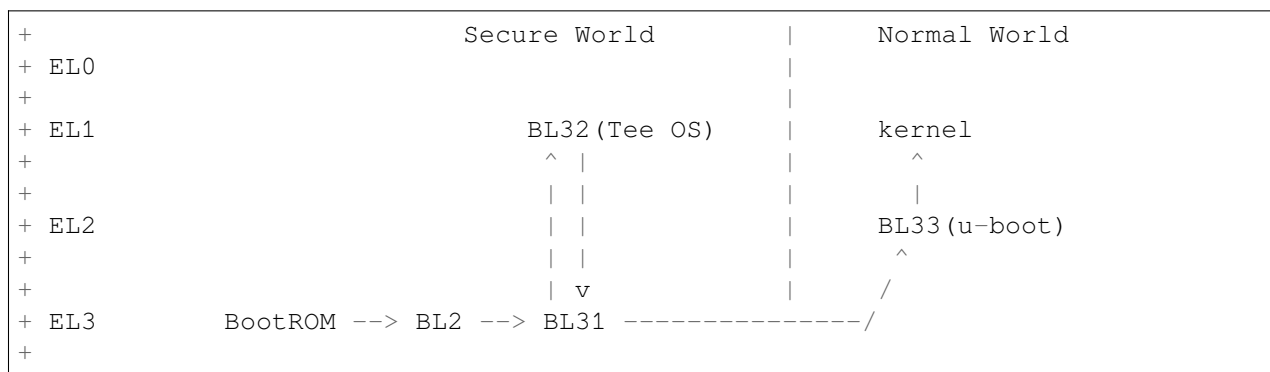 +                         Secure World       |     Normal World
+ EL0                                        |
+                                            |
+ EL1                         BL32(Tee OS)   |     kernel
+                              ^ |           |       ^
+                              | |           |       |
+ EL2                          | |           |     BL33(u-boot)
+                              | |           |      ^
+                              | v           |     /
+ EL3           BootROM --> BL2 --> BL31 ---------------/
+